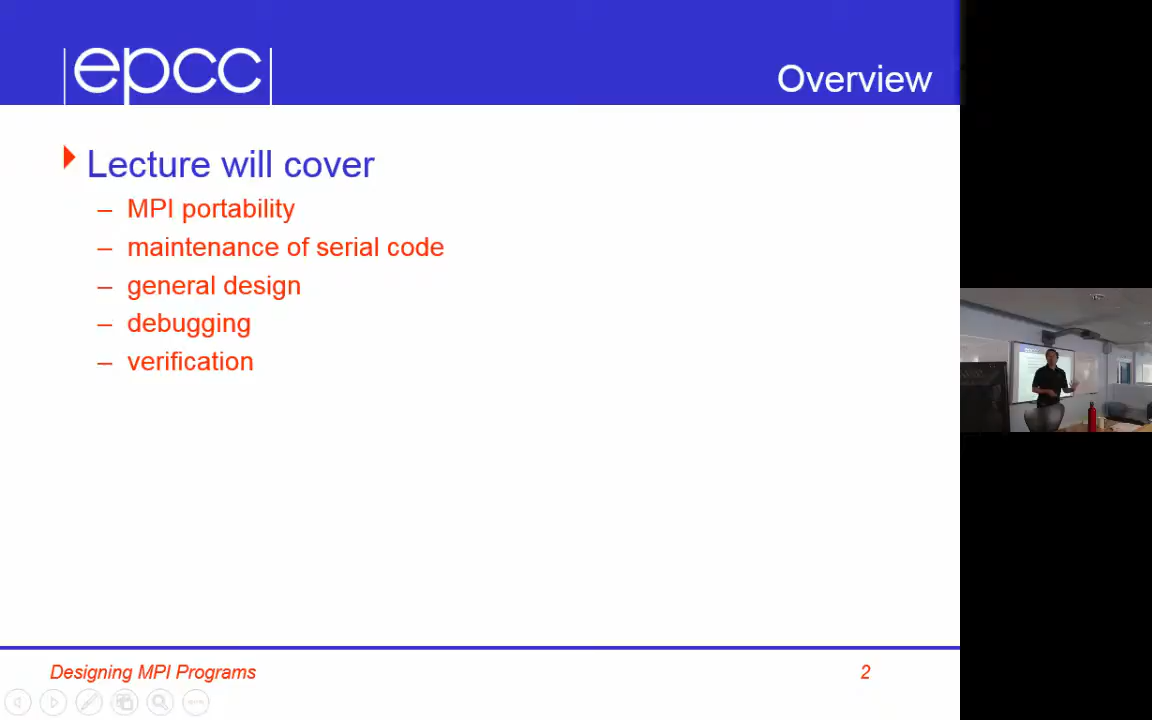 |epcc|
Overview
Lecture will cover
– MPI portability
– maintenance of serial code
– general design
– debugging
– verification
Designing MPI Programs
2